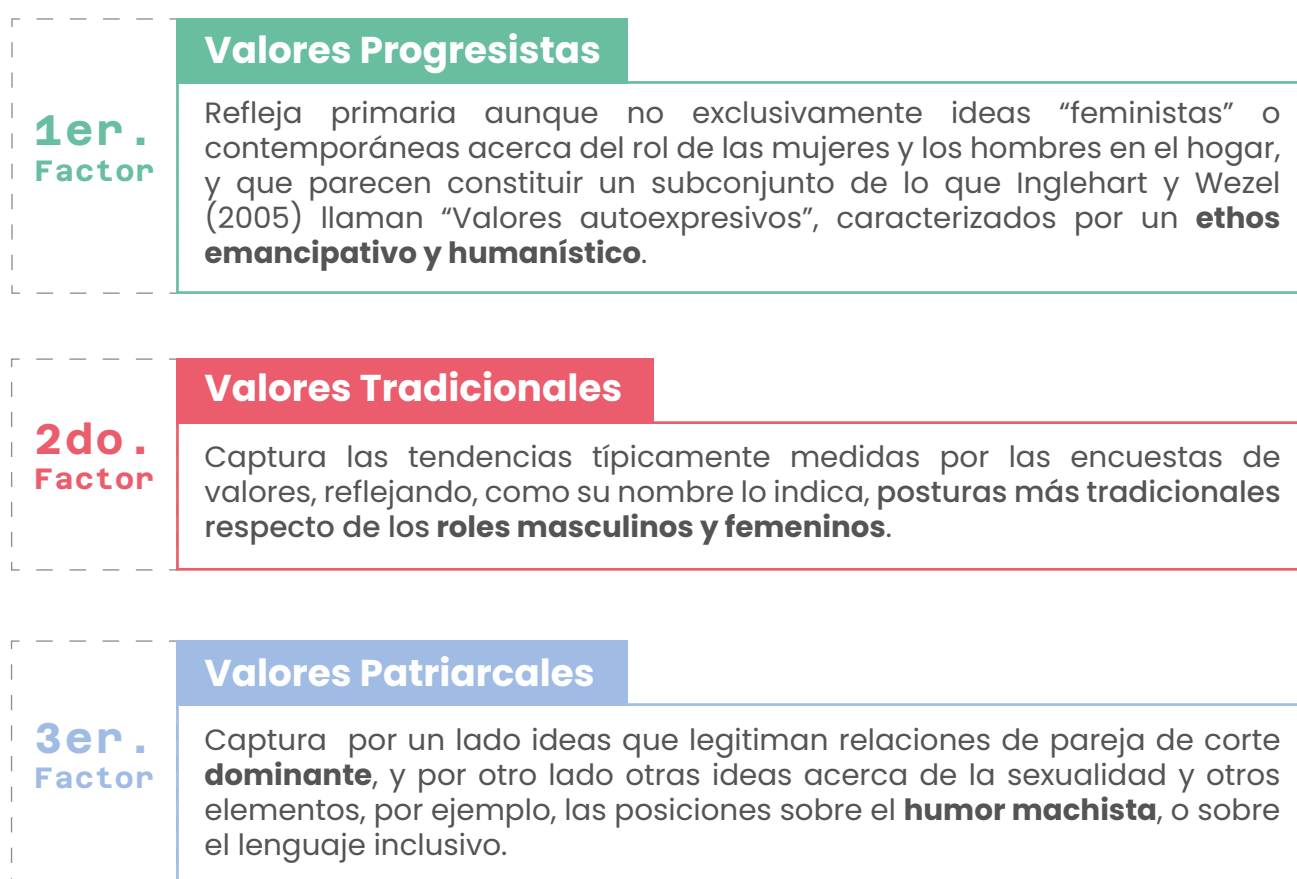 Valores Progresistas
1er.
Factor
Refleja primaria aunque no exclusivamente ideas “feministas” o
contemporáneas acerca del rol de las mujeres y los hombres en el hogar,
y que parecen constituir un subconjunto de lo que Inglehart y Wezel
(2005) llaman “Valores autoexpresivos”, caracterizados por un ethos
emancipativo y humanístico.
Valores Tradicionales
2do.
Factor
Captura las tendencias típicamente medidas por las encuestas de
valores, reflejando, como su nombre lo indica, posturas más tradicionales
respecto de los roles masculinos y femeninos.
Valores Patriarcales
3er.
Factor
Captura por un lado ideas que legitiman relaciones de pareja de corte
dominante, y por otro lado otras ideas acerca de la sexualidad y otros
elementos, por ejemplo, las posiciones sobre el humor machista, o sobre
el lenguaje inclusivo.